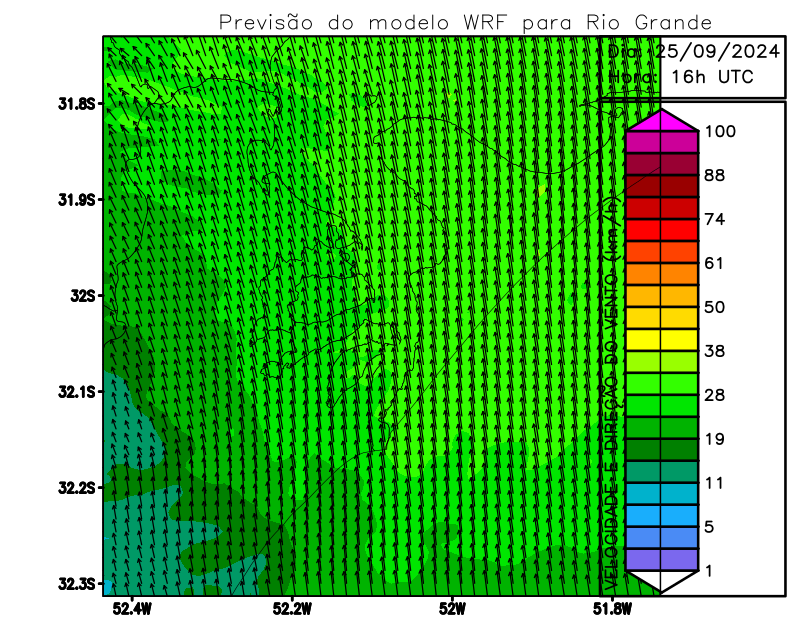 Previsão do modelo WRF para Rio Grande
Dia: 25/09/2024
Hora: 16h UTC
31.8S
31.9S
32S
32.1S
32.2S
32.3S
52.4W
52.2W
52W
51.8W
VELOCIDADE E DIREÇÃO DO VENTO (km/h)
100
88
74
61
50
38
28
19
11
5
1